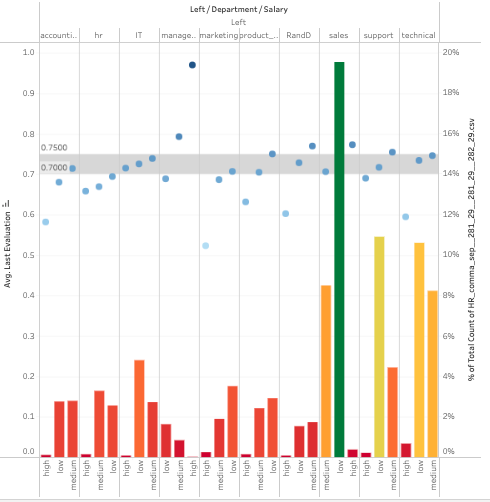 Left / Department / Salary
Left
accounti..
hr
IT
manage..
marketing
product_..
RandD
sales
support
technical
1.0
0.9
0.8
0.7
0.6
0.5
0.4
0.3
0.2
0.1
0.0
Avg. Last Evaluation
0.7500
0.7000
20%
18%
16%
14%
12%
10%
8%
6%
4%
2%
0%
% of Total Count of HR_comma_sep__281_29__281_29__282_29.csv
high
low
medium
high
medium
low
high
low
medium
low
medium
high
high
medium
low
high
medium
low
high
low
medium
medium
low
high
high
low
medium
high
low
medium